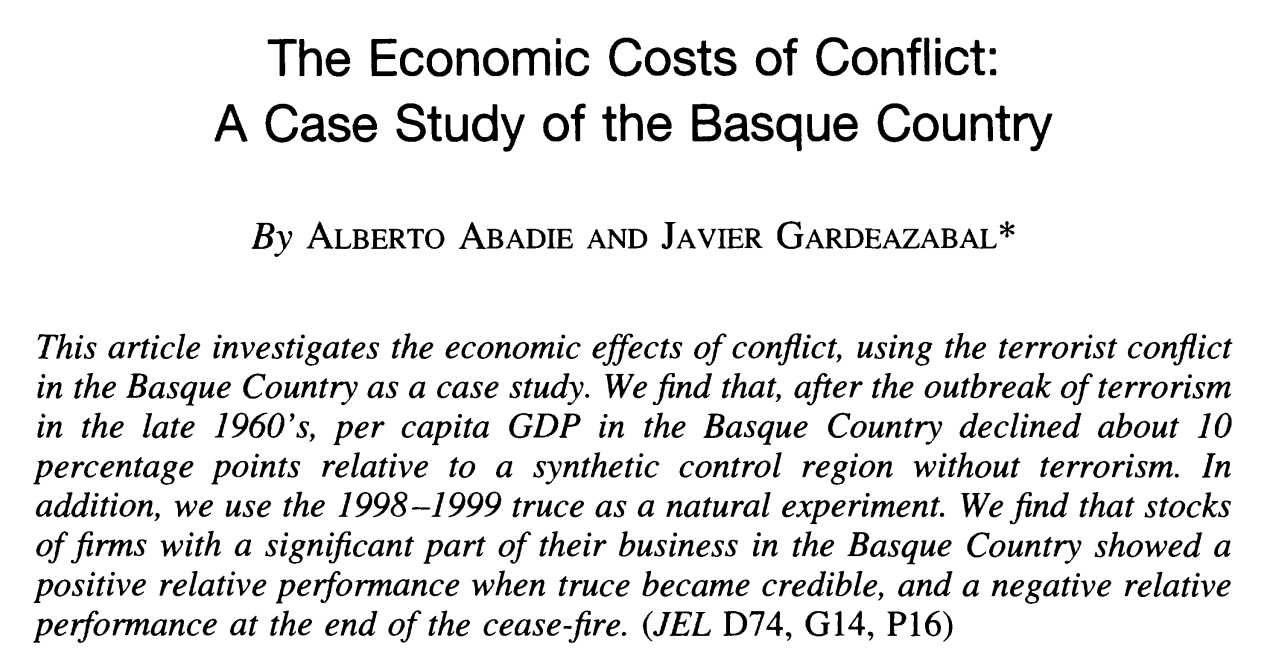 The Economic Costs of Conflict:
A Case Study of the Basque Country
By ALBERTO ABADIE AND JAVIER GARDEAZABAL*
This article investigates the economic effects of conflict, using the terrorist conflict
in the Basque Country as a case study. We find that, after the outbreak of terrorism
in the late 1960's, per capita GDP in the Basque Country declined about 10
percentage points relative to a synthetic control region without terrorism. In
addition, we use the 1998–1999 truce as a natural experiment. We find that stocks
of firms with a significant part of their business in the Basque Country showed a
positive relative performance when truce became credible, and a negative relative
performance at the end of the cease-fire. (JEL D74, G14, P16)